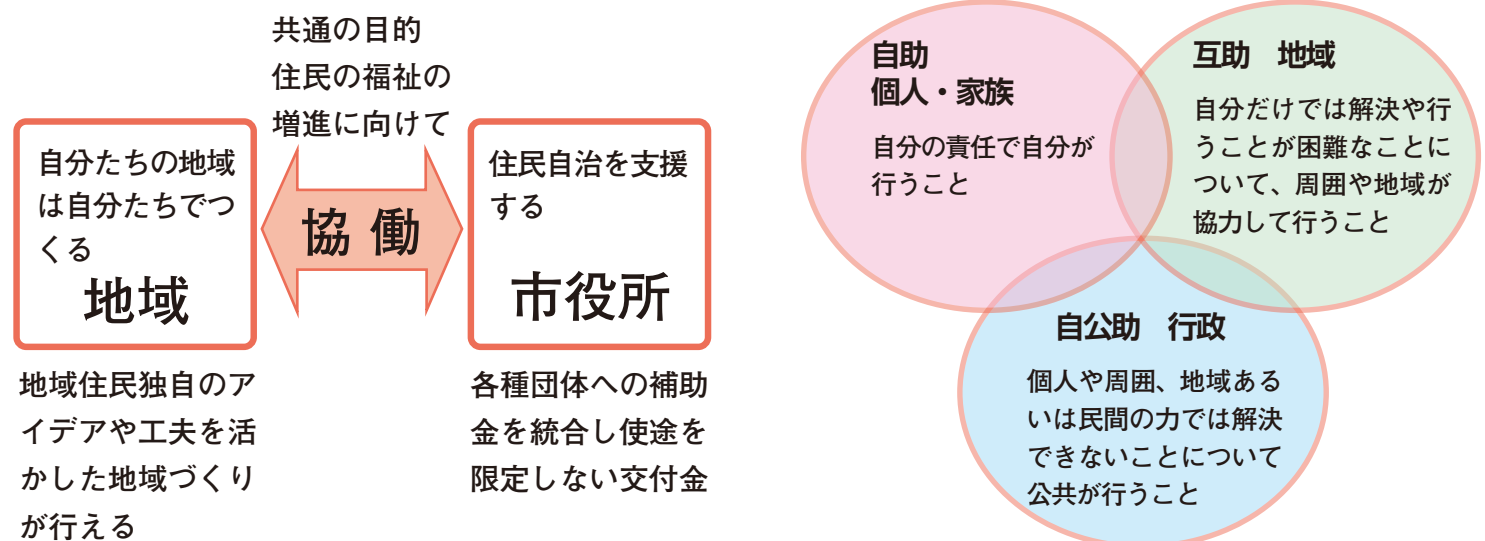 共通の目的
住民の福祉の
増進に向けて
自分たちの地域
は自分たちでつ
くる
地域
協働
住民自治を支援
する
市役所
地域住民独自のア
イデアや工夫を活
かした地域づくり
が行える
各種団体への補助
金を統合し使途を
限定しない交付金
自助
個人・家族
自分の責任で自分が
行うこと
互助　地域
自分だけでは解決や行
うことが困難なことに
ついて、周囲や地域が
協力して行うこと
自公助　行政
個人や周囲、地域ある
いは民間の力では解決
できないことについて
公共が行うこと